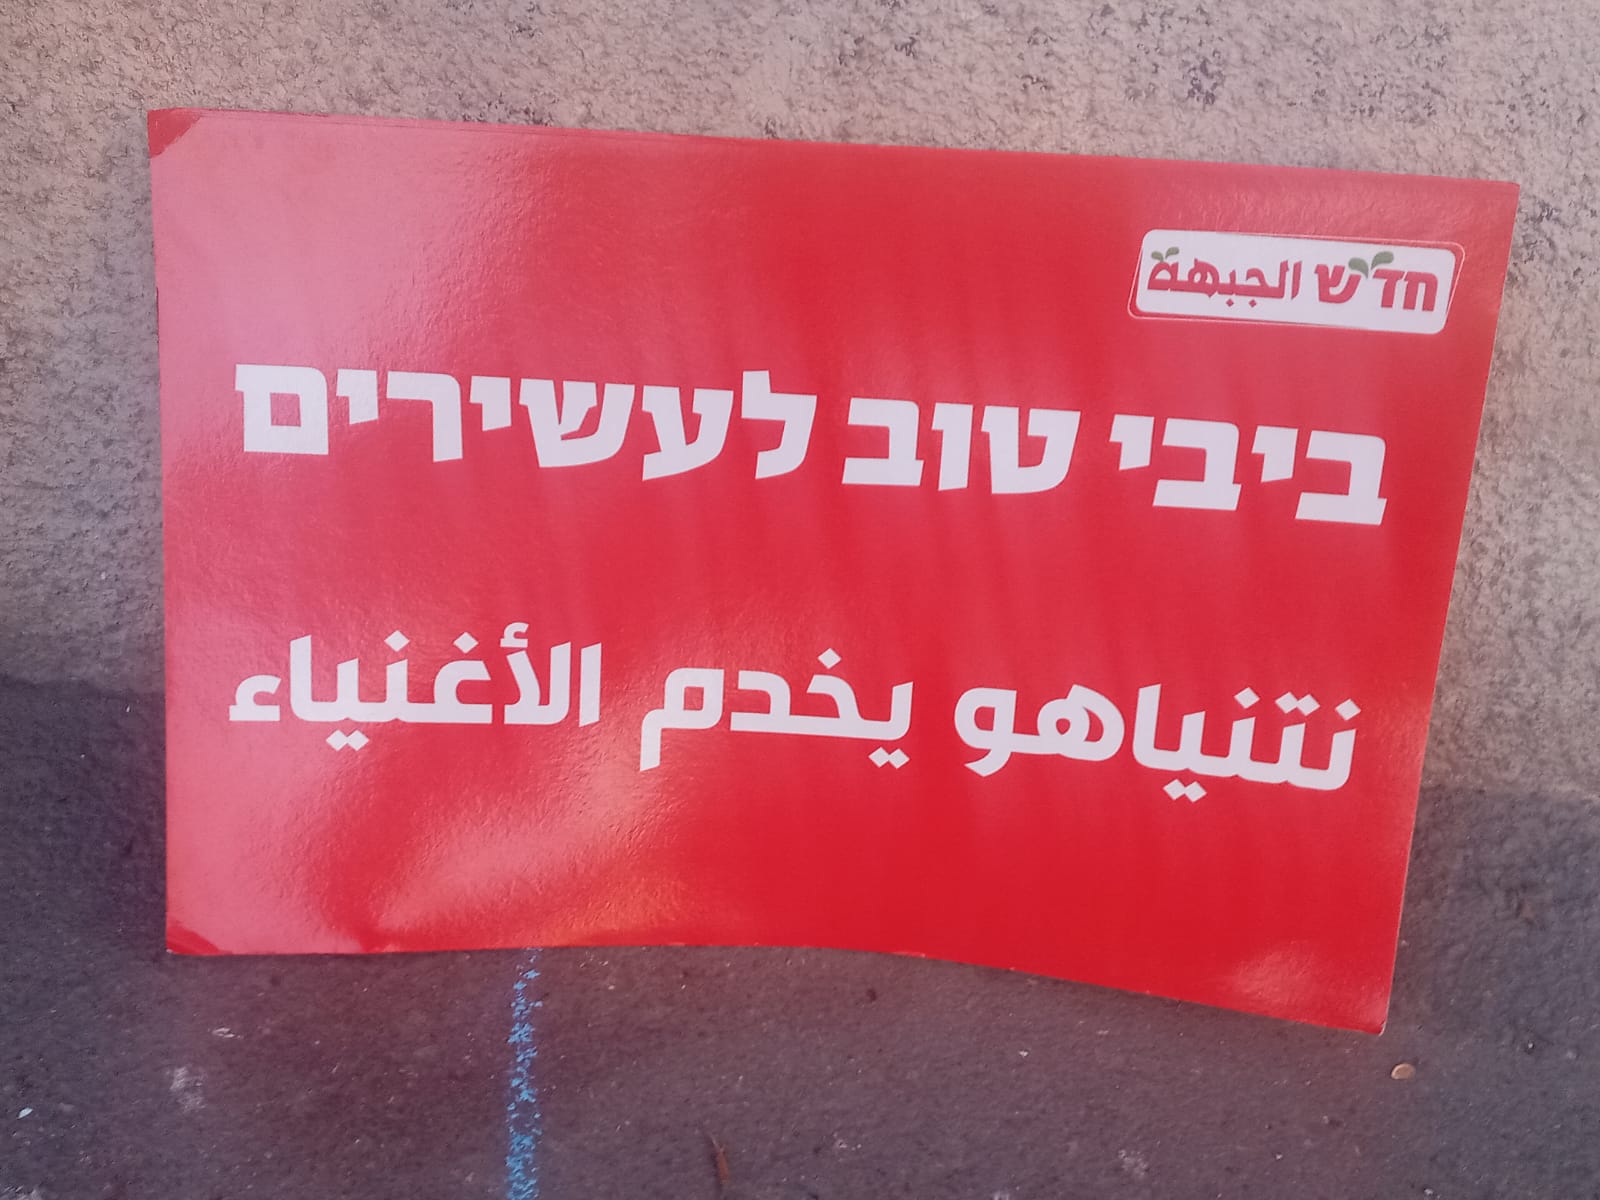 חד"ש الجبهة
ביבי טוב לעשירים
نتنياهو يخدم الأغنياء